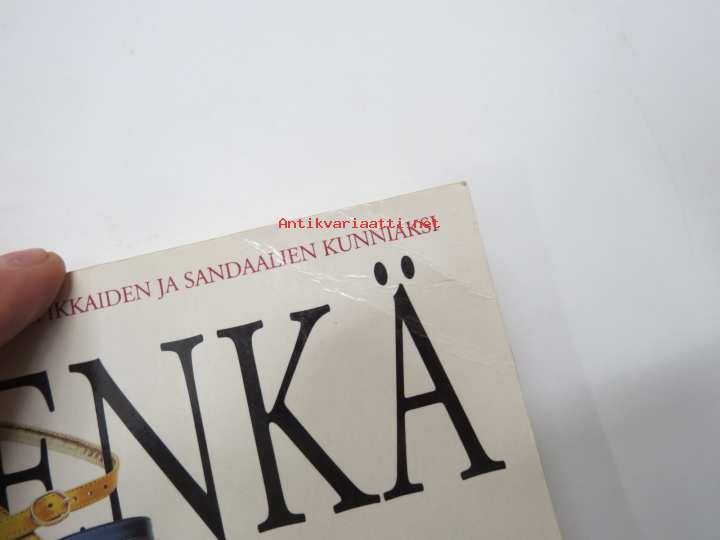 Antikvariaatti.net
IKKAIDEN JA SANDAALIEN KUNNIAKSI
ENKÄ